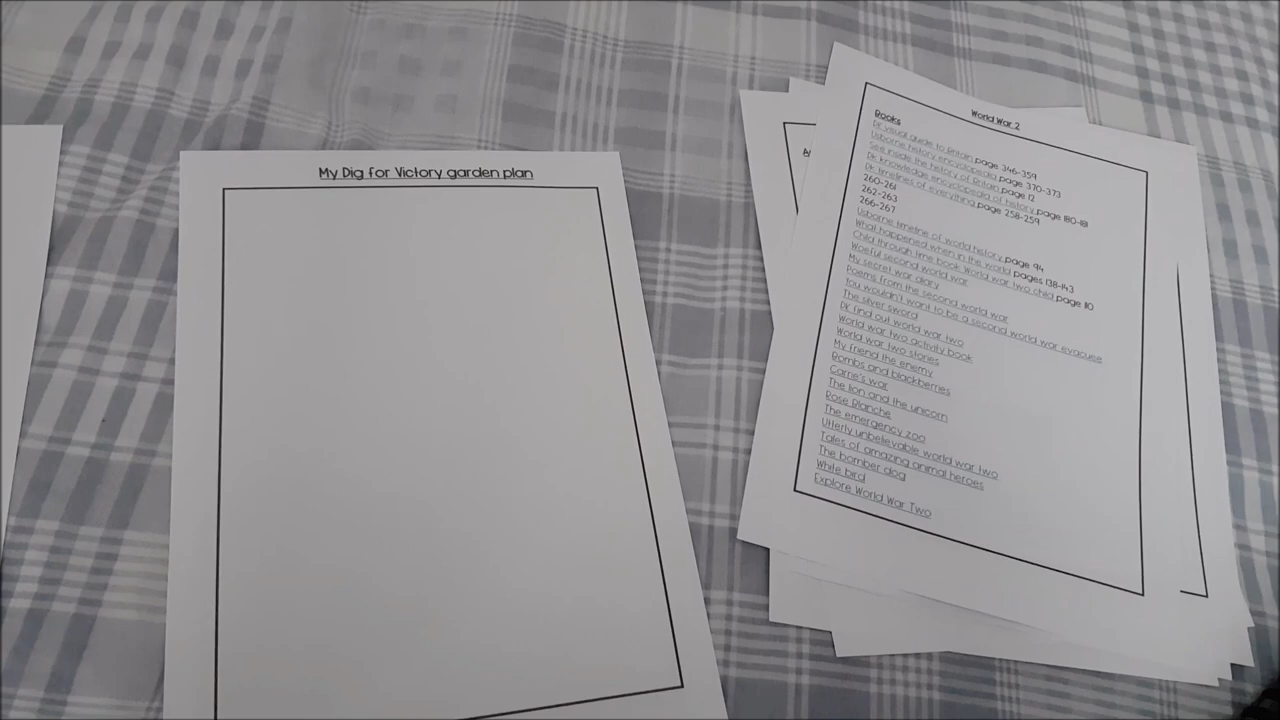 My Dig for Victory garden plan
World War 2
Books
Dk visual guide to Britain page 346-359
Usborne history encyclopedia page 370-373
See inside the history of Britain page 12
Dk knowledge encyclopedia of history page 180-181
Dk timelines of everything page 258-259
260-261
262-263
266-267
Usborne timeline of world history page 94
What happened when in the world pages 138-143
Child through time book World war two child page 110
Woeful second world war
My secret war diary
Poems from the second world war
You wouldn't want to be a second world war evacuee
The silver sword
Dk find out world war two
World war two activity book
World war two stories
My friend the enemy
Bombs and blackberries
Carrie's war
The lion and the unicorn
Rose Blanche
The emergency zoo
Utterly unbelievable world war two
Tales of amazing animal heroes
The bomber dog
White bird
Explore World War Two